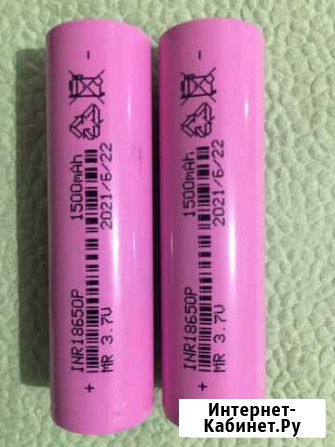 INR18650P 1500mAh
MR 3.7V 2021/6/22
+ -
INR18650P 1500mAh
MR 3.7V 2021/6/22
+ -
Интернет-
Кабинет.Ру